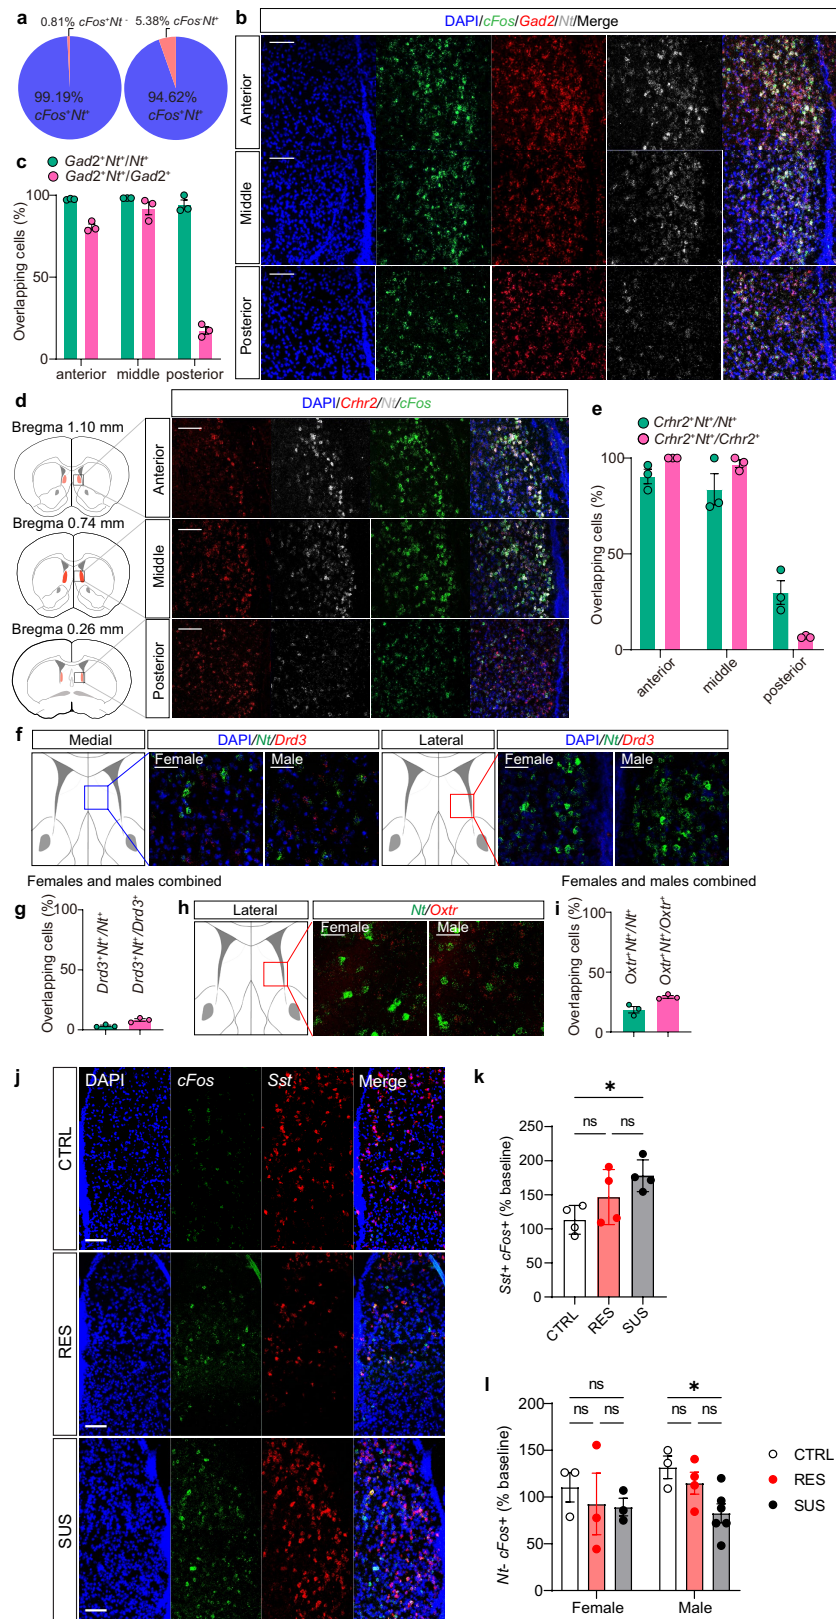 a
0.81% cFos⁺Nt⁻
5.38% cFos⁻Nt⁺
99.19%
cFos⁺Nt⁺
94.62%
cFos⁺Nt⁺
b
DAPI/cFos/Gad2/Nt/Merge
Anterior
Middle
Posterior
c
Gad2⁺Nt⁺/Nt⁺
Gad2⁺Nt⁺/Gad2⁺
Overlapping cells (%)
100
50
0
anterior
middle
posterior
d
DAPI/Crhr2/Nt/cFos
Bregma 1.10 mm
Bregma 0.74 mm
Bregma 0.26 mm
Anterior
Middle
Posterior
e
Crhr2⁺Nt⁺/Nt⁺
Crhr2⁺Nt⁺/Crhr2⁺
Overlapping cells (%)
100
50
0
anterior
middle
posterior
f
Medial
DAPI/Nt/Drd3
Female
Male
Lateral
DAPI/Nt/Drd3
Female
Male
Females and males combined
g
Overlapping cells (%)
100
50
0
Drd3⁺Nt⁺/Nt⁺
Drd3⁺Nt⁺/Drd3⁺
h
Lateral
Nt/Oxtr
Female
Male
Females and males combined
i
Overlapping cells (%)
100
50
0
Oxtr⁺Nt⁺/Nt⁺
Oxtr⁺Nt⁺/Oxtr⁺
j
DAPI
cFos
Sst
Merge
CTRL
RES
SUS
k
*
ns
ns
Sst+ cFos+ (% baseline)
250
200
150
100
50
0
CTRL
RES
SUS
l
ns
ns
ns
*
ns
ns
Nt- cFos+ (% baseline)
200
150
100
50
0
Female
Male
CTRL
RES
SUS